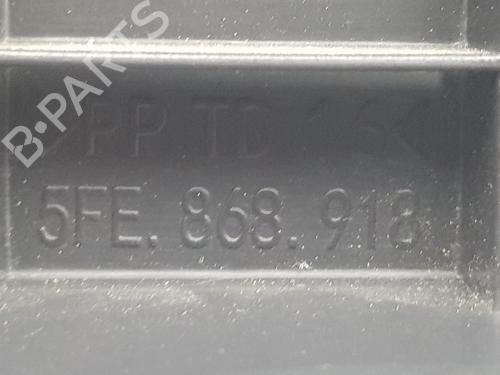 B-PARTS
>PP TD 15<
5FE. 868. 918